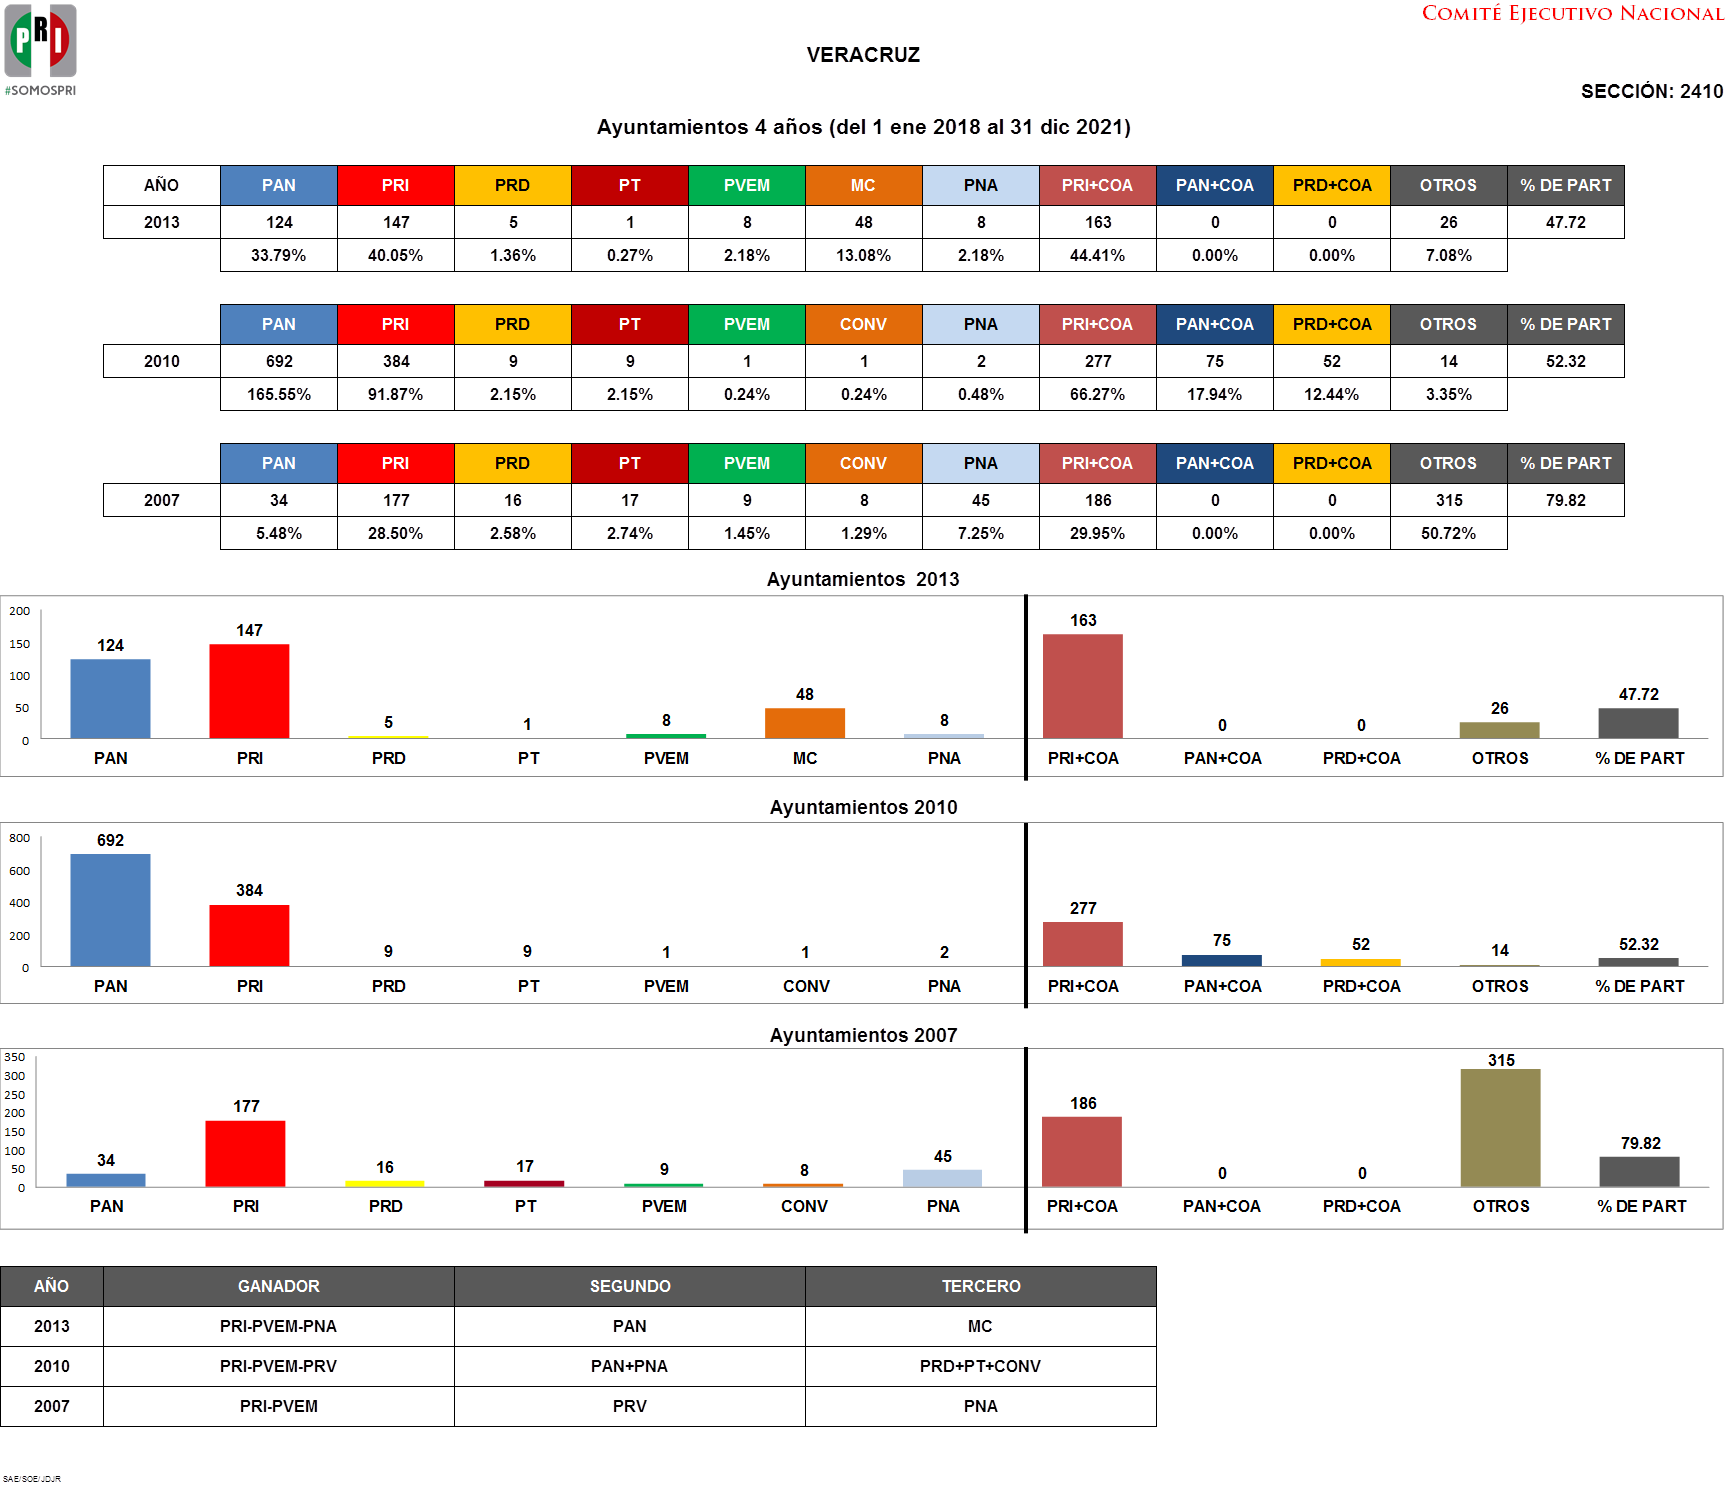 COMITÉ EJECUTIVO NACIONAL
PRI
#SOMOSPRI
VERACRUZ
SECCIÓN: 2410
Ayuntamientos 4 años (del 1 ene 2018 al 31 dic 2021)
AÑO PAN PRI PRD PT PVEM MC PNA PRI+COA PAN+COA PRD+COA OTROS % DE PART
2013 124 147 5 1 8 48 8 163 0 0 26 47.72
33.79% 40.05% 1.36% 0.27% 2.18% 13.08% 2.18% 44.41% 0.00% 0.00% 7.08%
PAN PRI PRD PT PVEM CONV PNA PRI+COA PAN+COA PRD+COA OTROS % DE PART
2010 692 384 9 9 1 1 2 277 75 52 14 52.32
165.55% 91.87% 2.15% 2.15% 0.24% 0.24% 0.48% 66.27% 17.94% 12.44% 3.35%
PAN PRI PRD PT PVEM CONV PNA PRI+COA PAN+COA PRD+COA OTROS % DE PART
2007 34 177 16 17 9 8 45 186 0 0 315 79.82
5.48% 28.50% 2.58% 2.74% 1.45% 1.29% 7.25% 29.95% 0.00% 0.00% 50.72%
Ayuntamientos 2013
200
150
100
50
0
124 147 5 1 8 48 8 163 0 0 26 47.72
PAN PRI PRD PT PVEM MC PNA PRI+COA PAN+COA PRD+COA OTROS % DE PART
Ayuntamientos 2010
800
600
400
200
0
692 384 9 9 1 1 2 277 75 52 14 52.32
PAN PRI PRD PT PVEM CONV PNA PRI+COA PAN+COA PRD+COA OTROS % DE PART
Ayuntamientos 2007
350
300
250
200
150
100
50
0
34 177 16 17 9 8 45 186 0 0 315 79.82
PAN PRI PRD PT PVEM CONV PNA PRI+COA PAN+COA PRD+COA OTROS % DE PART
AÑO GANADOR SEGUNDO TERCERO
2013 PRI-PVEM-PNA PAN MC
2010 PRI-PVEM-PRV PAN+PNA PRD+PT+CONV
2007 PRI-PVEM PRV PNA
SAE/SOE/JDJR